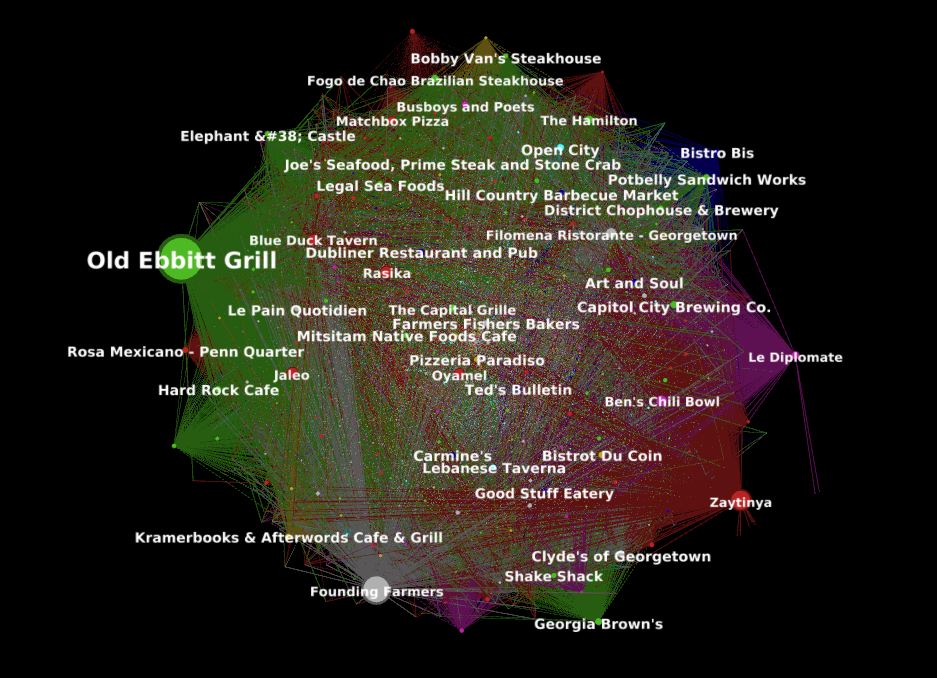 Bobby Van's Steakhouse
Fogo de Chao Brazilian Steakhouse
Busboys and Poets
Matchbox Pizza
The Hamilton
Elephant &#38; Castle
Open City
Bistro Bis
Joe's Seafood, Prime Steak and Stone Crab
Potbelly Sandwich Works
Legal Sea Foods
Hill Country Barbecue Market
District Chophouse & Brewery
Filomena Ristorante - Georgetown
Blue Duck Tavern
Dubliner Restaurant and Pub
Old Ebbitt Grill
Rasika
Art and Soul
Capitol City Brewing Co.
Le Pain Quotidien
The Capital Grille
Farmers Fishers Bakers
Mitsitam Native Foods Cafe
Rosa Mexicano - Penn Quarter
Le Diplomate
Pizzeria Paradiso
Jaleo
Oyamel
Hard Rock Cafe
Ted's Bulletin
Ben's Chili Bowl
Carmine's
Bistrot Du Coin
Lebanese Taverna
Good Stuff Eatery
Zaytinya
Kramerbooks & Afterwords Cafe & Grill
Clyde's of Georgetown
Shake Shack
Founding Farmers
Georgia Brown's